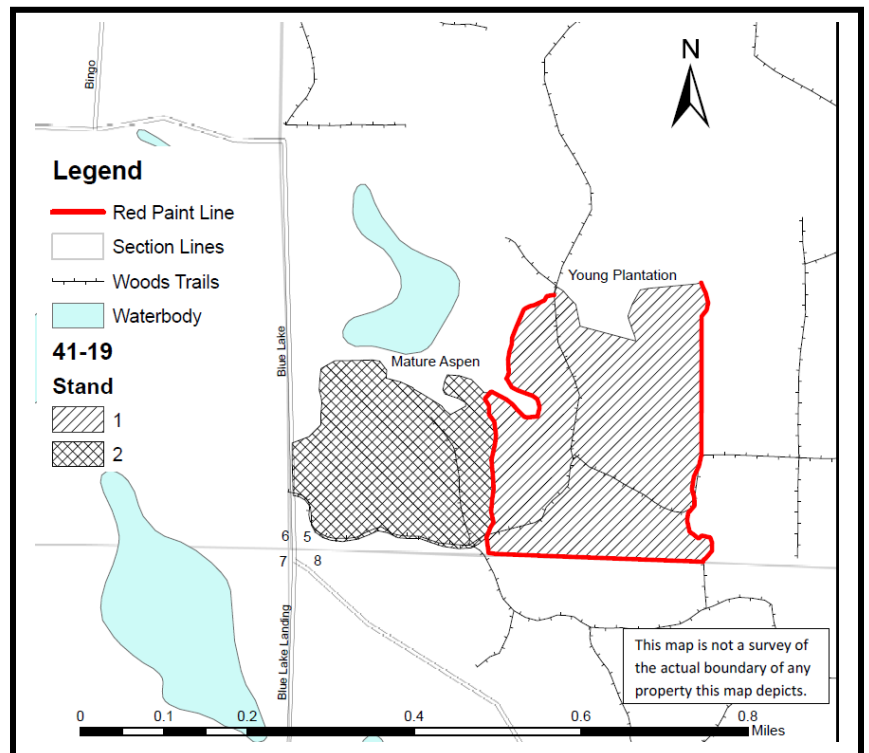 Bingo
N
Legend
Red Paint Line
Section Lines
Woods Trails
Waterbody
41-19
Stand
1
2
Blue Lake
Young Plantation
Mature Aspen
6 5
7 8
Blue Lake Landing
This map is not a survey of
the actual boundary of any
property this map depicts.
0 0.1 0.2 0.4 0.6 0.8
Miles